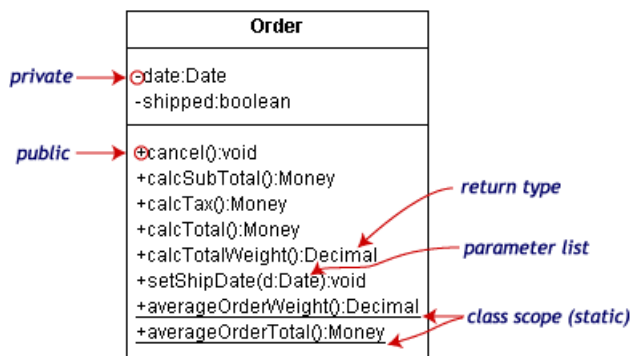 Order
private
-date:Date
-shipped:boolean
public
+cancel():void
+calcSubTotal():Money
+calcTax():Money
+calcTotal():Money
return type
+calcTotalWeight():Decimal
parameter list
+setShipDate(d:Date):void
+averageOrderWeight():Decimal
class scope (static)
+averageOrderTotal():Money